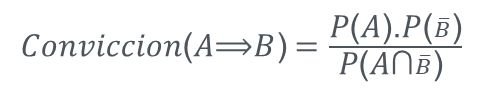 Conviccion(A⟹B) = P(A).P(B̄) / P(A∩B̄)